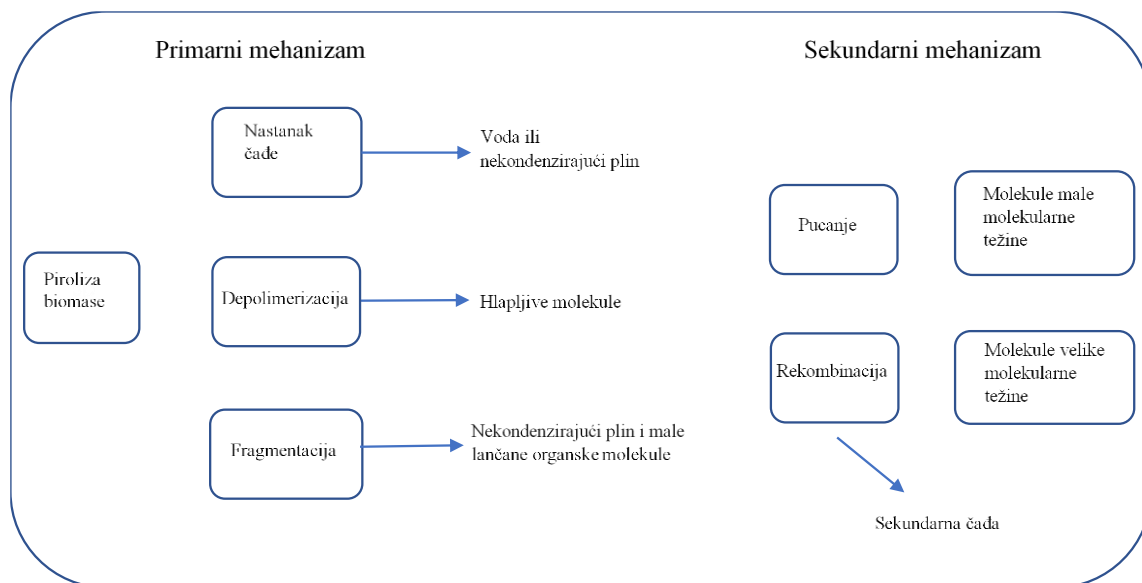 Primarni mehanizam
Sekundarni mehanizam
Nastanak
čađe
Voda ili
nekondenzirajući plin
Pucanje
Molekule male
molekularne
težine
Piroliza
biomase
Depolimerizacija
Hlapljive molekule
Rekombinacija
Molekule velike
molekularne
težine
Fragmentacija
Nekondenzirajući plin i male
lančane organske molekule
Sekundarna čađa